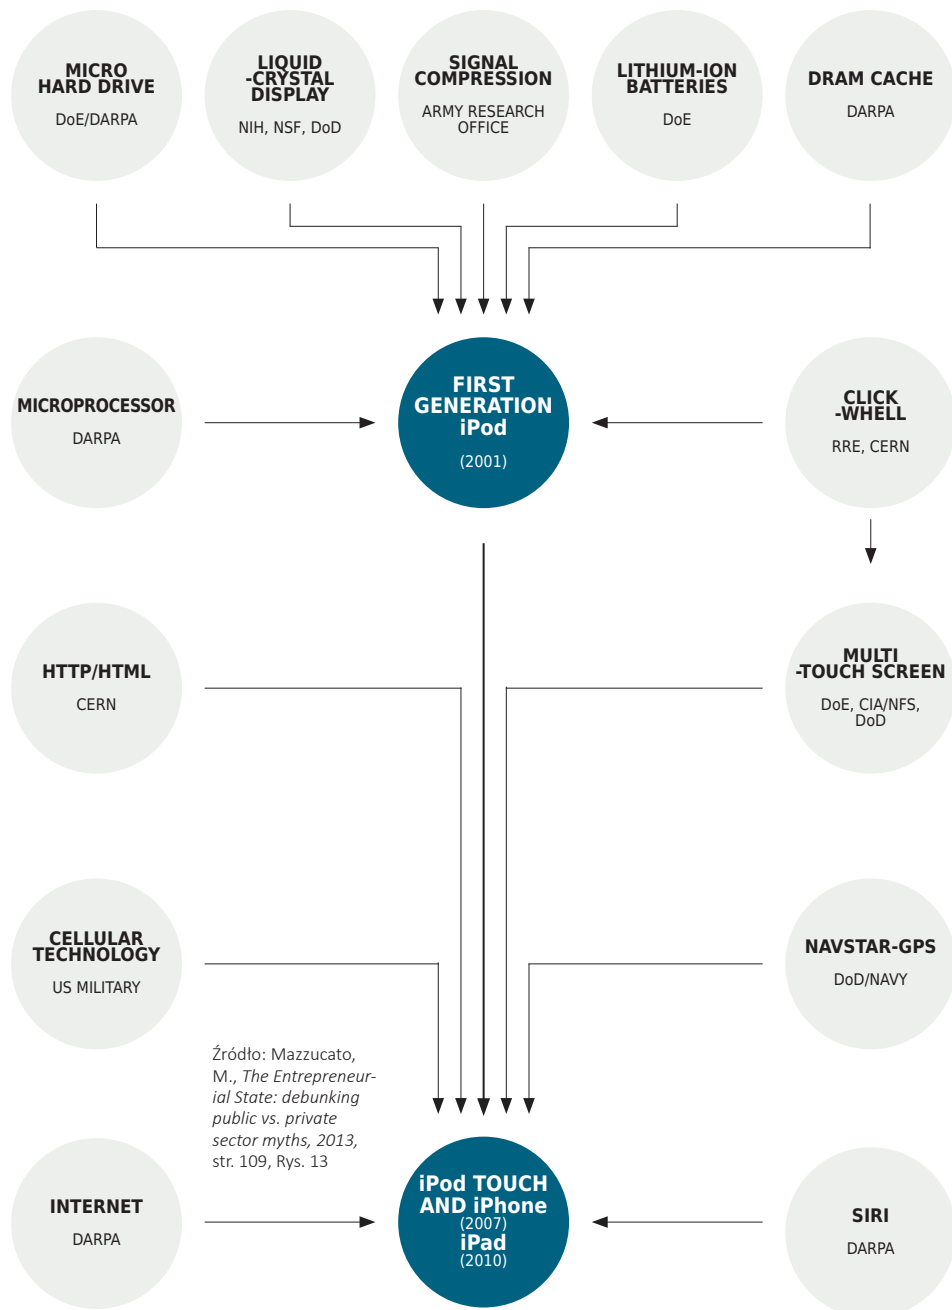 MICRO
HARD DRIVE
DoE/DARPA
LIQUID
-CRYSTAL
DISPLAY
NIH, NSF, DoD
SIGNAL
COMPRESSION
ARMY RESEARCH
OFFICE
LITHIUM-ION
BATTERIES
DoE
DRAM CACHE
DARPA
MICROPROCESSOR
DARPA
FIRST
GENERATION
iPod
(2001)
CLICK
-WHELL
RRE, CERN
HTTP/HTML
CERN
MULTI
-TOUCH SCREEN
DoE, CIA/NFS,
DoD
CELLULAR
TECHNOLOGY
US MILITARY
NAVSTAR-GPS
DoD/NAVY
Źródło: Mazzucato,
M., The Entrepreneur-
ial State: debunking
public vs. private
sector myths, 2013,
str. 109, Rys. 13
INTERNET
DARPA
iPod TOUCH
AND iPhone
(2007)
iPad
(2010)
SIRI
DARPA